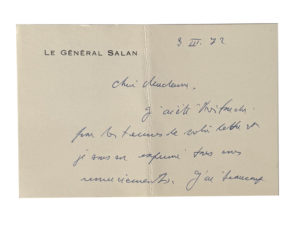 LE GÉNÉRAL SALAN
3 III. 72
Cher Monsieur,
J'ai été très touché
par les termes de votre lettre et
je vous en exprime tous mes
remerciements. J'ai beaucoup